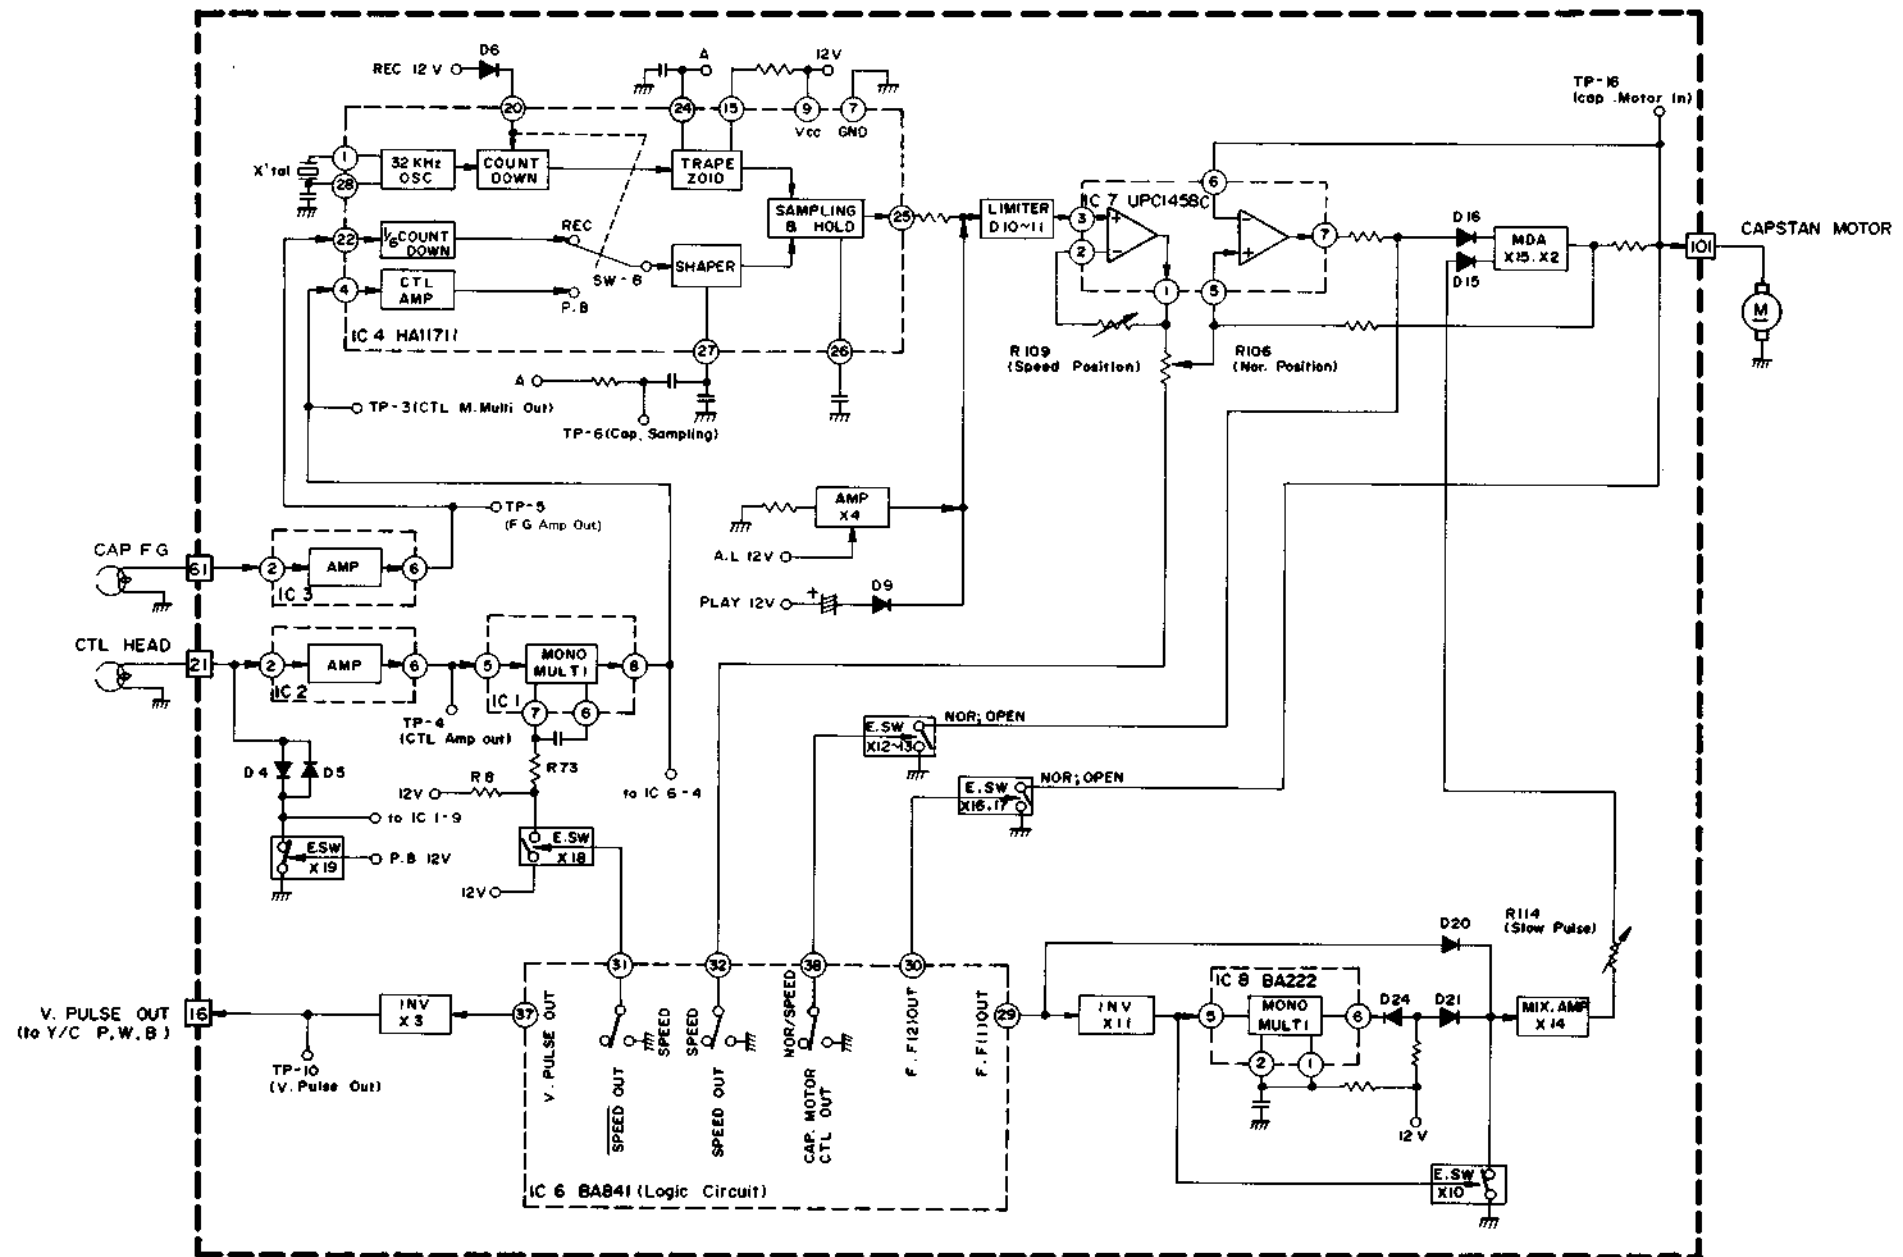 D6
REC 12V
A
12V
TP-16
(cap .Motor In)
20
24
15
9
7
Vcc
GND
X'tal
1
28
32 KHz
OSC
COUNT
DOWN
TRAPE
ZOID
6
IC 7 UPC1458C
22
1/6 COUNT
DOWN
REC
SAMPLING
& HOLD
25
LIMITER
D10~11
3
+
-
2
-
+
7
D16
D15
MDA
X15.X2
101
CAPSTAN MOTOR
M
4
CTL
AMP
SW-8
P.B
SHAPER
1
5
IC 4 HA11711
27
26
R109
(Speed Position)
R106
(Nor. Position)
A
TP-3(CTL M.Multi Out)
TP-6(Cap. Sampling)
TP-5
(FG Amp Out)
AMP
X4
A.L 12V
CAP FG
61
2
AMP
6
IC 3
PLAY 12V
+
D9
CTL HEAD
21
2
AMP
6
IC 2
5
MONO
MULTI
8
IC 1
7
6
TP-4
(CTL Amp out)
D4
D5
R73
R8
12V
to IC 6-4
E.SW
X12~13
NOR; OPEN
E.SW
X16.17
NOR; OPEN
to IC 1-9
E.SW
X19
P.B 12V
E.SW
X18
12V
D20
R114
(Slow Pulse)
31
32
38
30
V. PULSE OUT
(to Y/C P.W.B)
16
INV
X3
37
TP-10
(V. Pulse Out)
V. PULSE OUT
SPEED OUT
SPEED
SPEED OUT
SPEED
CAP. MOTOR
CTL OUT
NOR/SPEED
F.F(2)OUT
F.F(1)OUT
29
INV
X11
IC 8 BA222
5
MONO
MULTI
6
2
1
D24
D21
MIX. AMP
X14
12V
E.SW
X10
IC 6 BA841 (Logic Circuit)